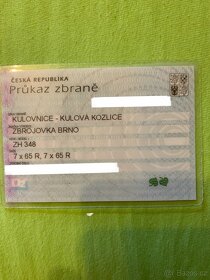 ČESKÁ REPUBLIKA
Průkaz zbraně
KULOVNICE - KULOVÁ KOZLICE
ZBROJOVKA BRNO
ZH 348
7 x 65 R, 7 x 65 R